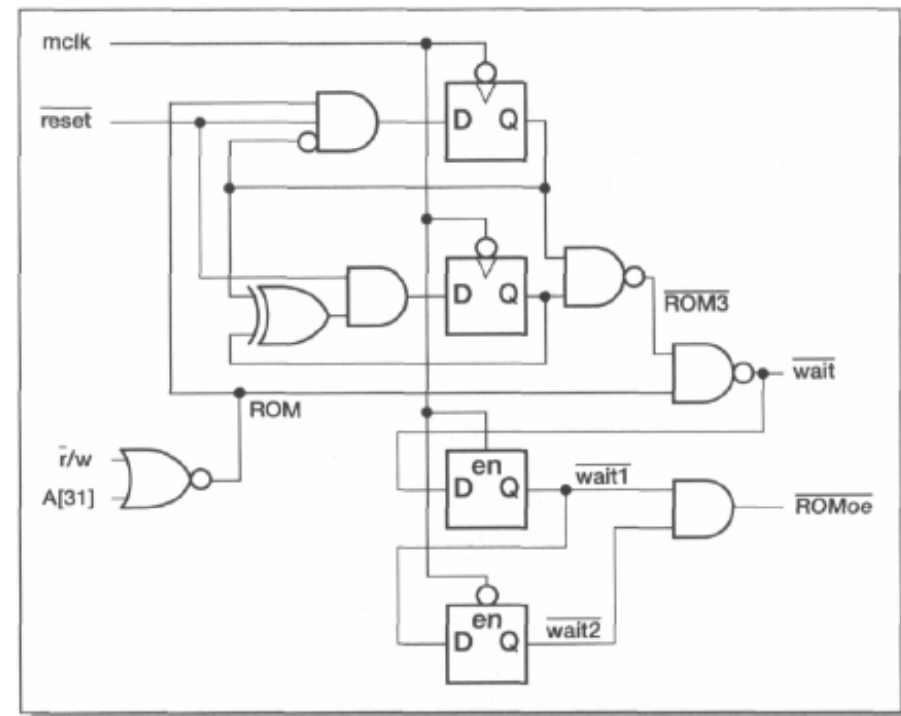 mclk
D Q
reset
D Q
ROM3
wait
ROM
en
r̄/w
wait1
D Q
A[31]
ROMoe
en
D Q
wait2